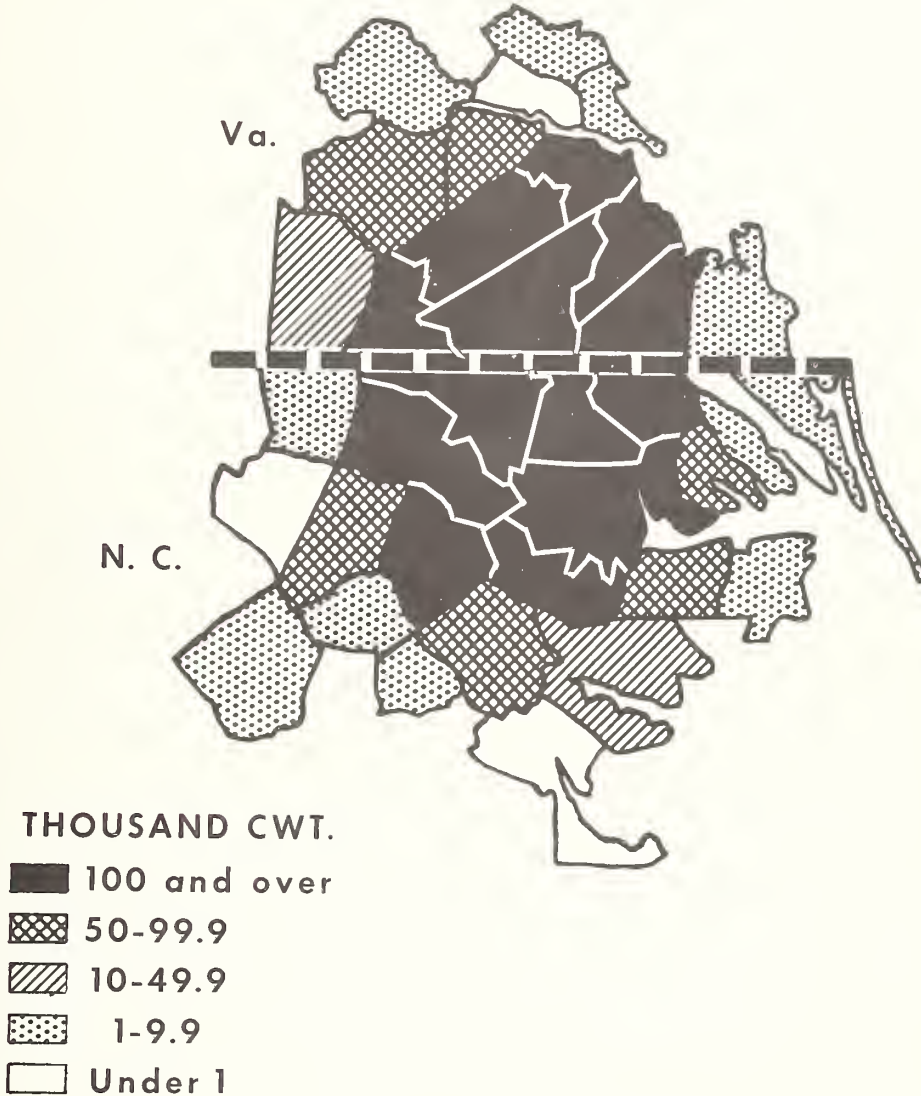 Va.
N. C.
THOUSAND CWT.
100 and over
50-99.9
10-49.9
1-9.9
Under 1